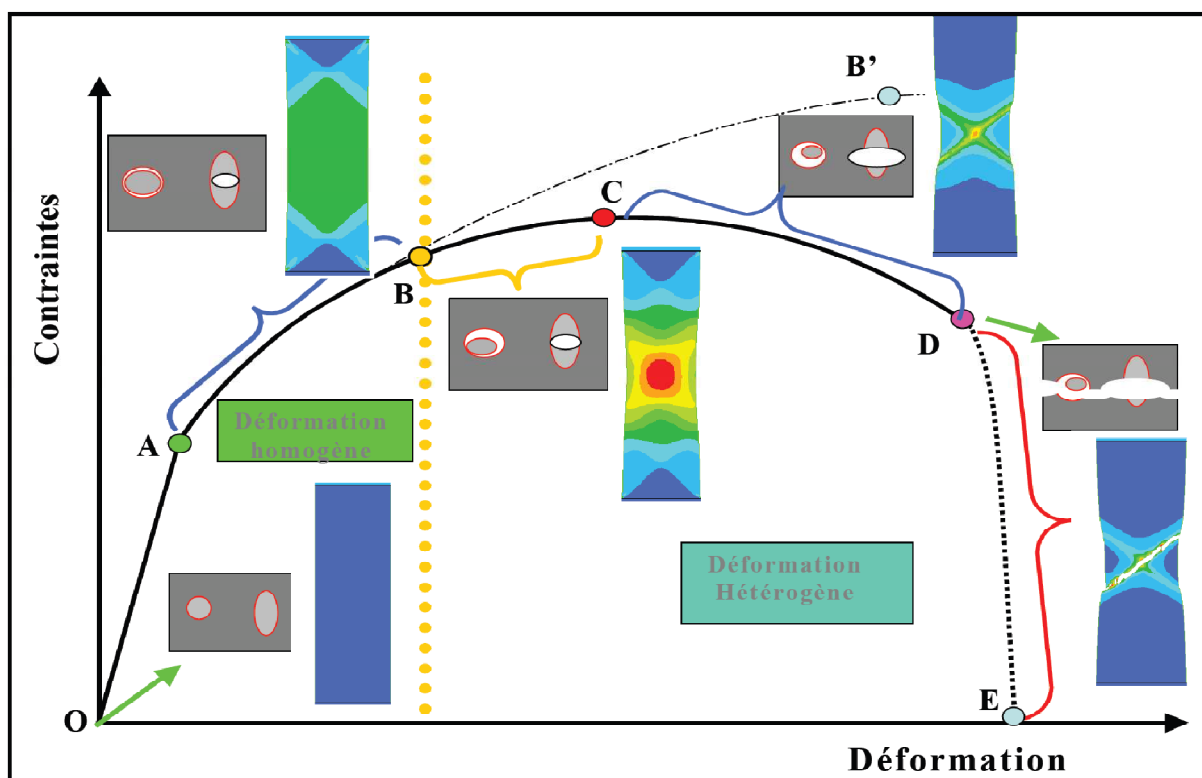 B’
C
B
Contraintes
D
A
Déformation
homogène
Déformation
Hétérogène
E
O
Déformation